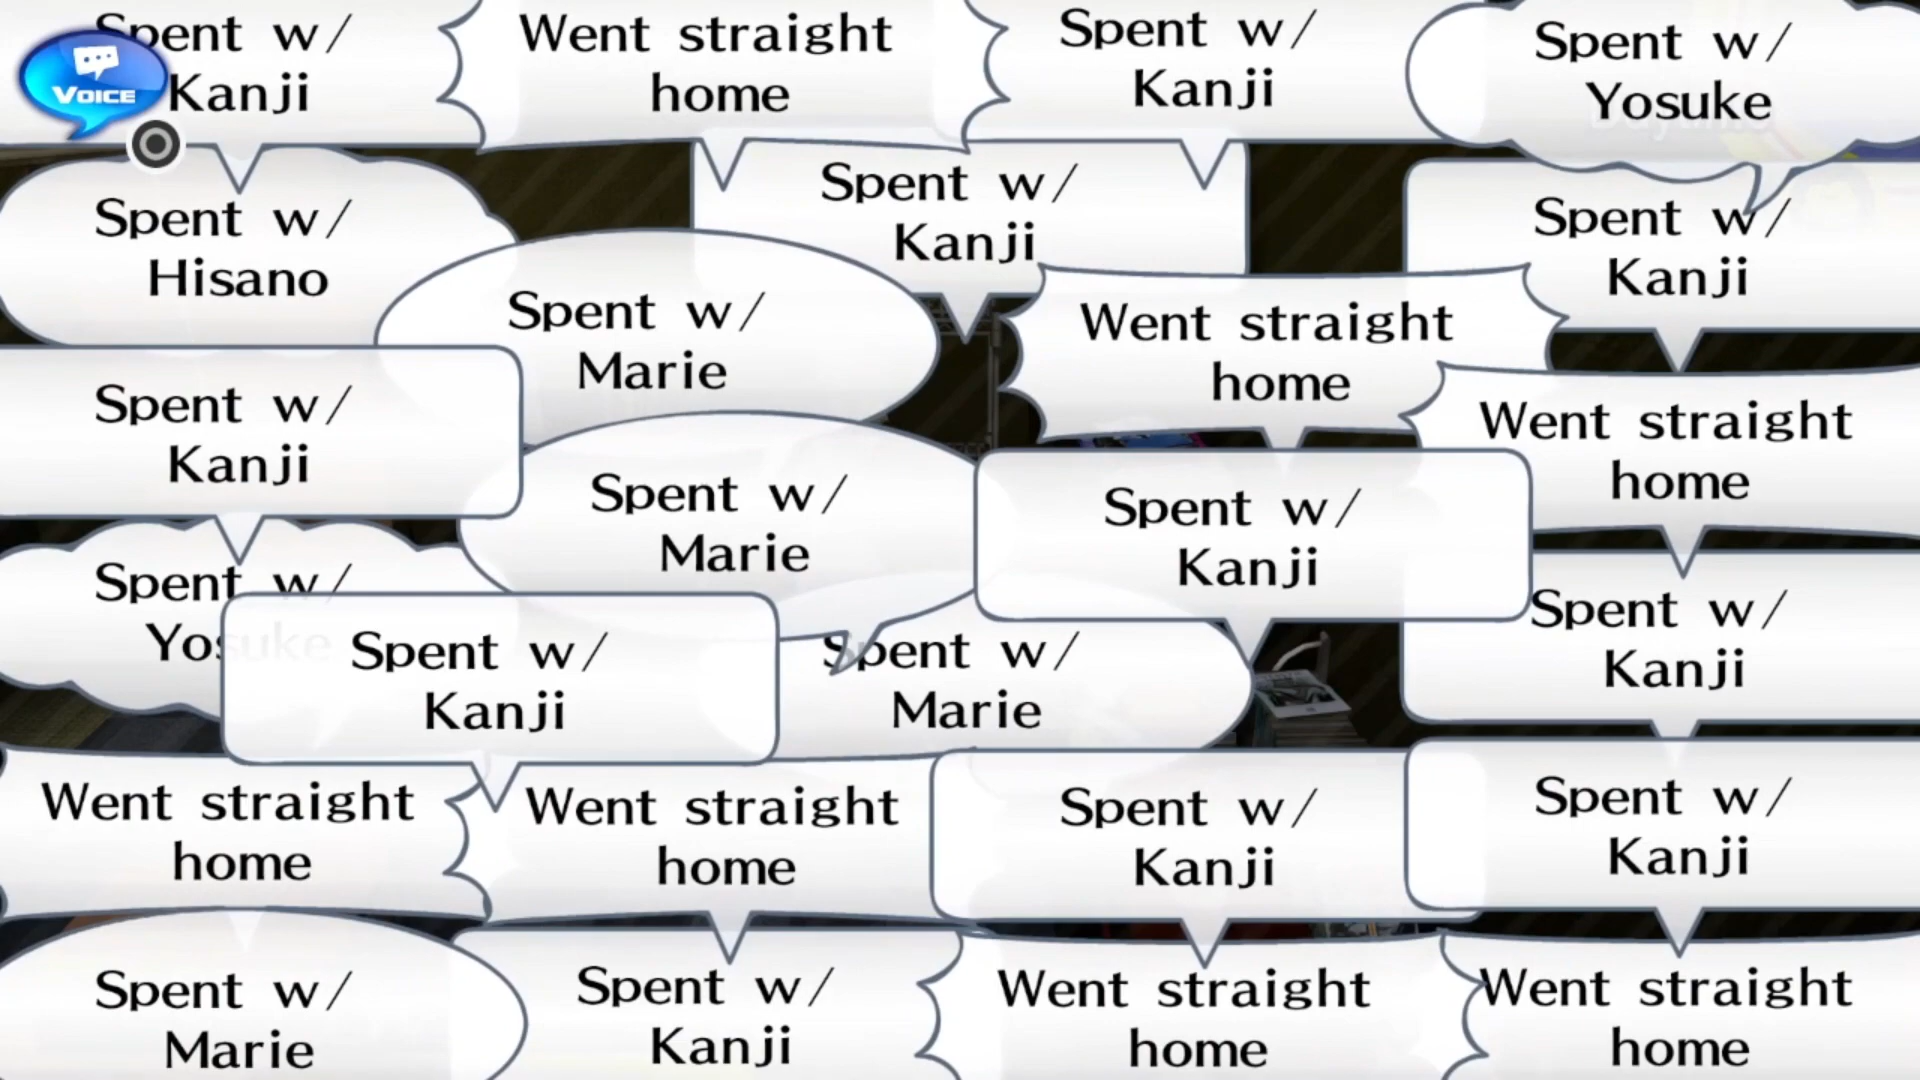 Spent w/
Kanji
VOICE
Went straight
home
Spent w/
Kanji
Spent w/
Yosuke
Spent w/
Hisano
Spent w/
Kanji
Spent w/
Kanji
Spent w/
Marie
Went straight
home
Spent w/
Kanji
Went straight
home
Spent w/
Marie
Spent w/
Kanji
Spent w/
Yosuke
Spent w/
Kanji
Spent w/
Marie
Spent w/
Kanji
Went straight
home
Went straight
home
Spent w/
Kanji
Spent w/
Kanji
Spent w/
Marie
Spent w/
Kanji
Went straight
home
Went straight
home